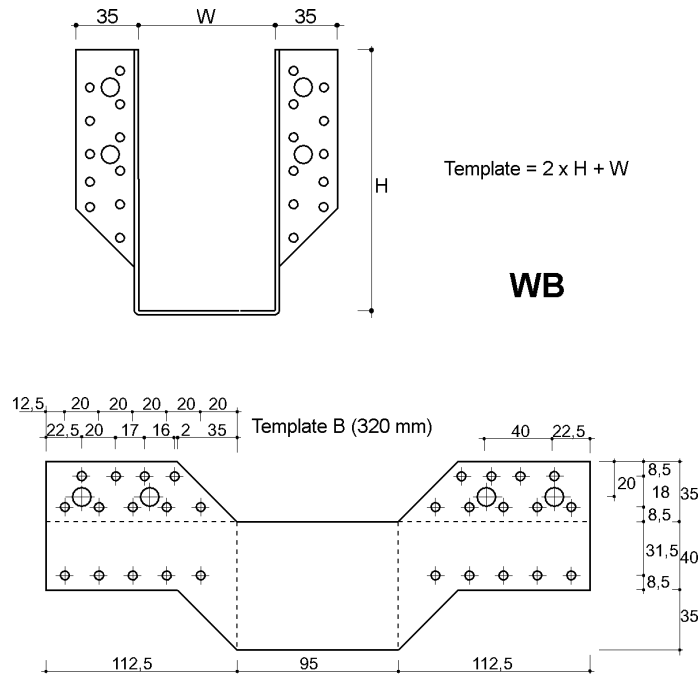 35 W 35
H
Template = 2 x H + W
WB
12,5 20 20 20 20 20
22,5 20 17 16 2 35
Template B (320 mm)
40 22,5
20 8,5
18 35
8,5
31,5 40
8,5
35
112,5 95 112,5